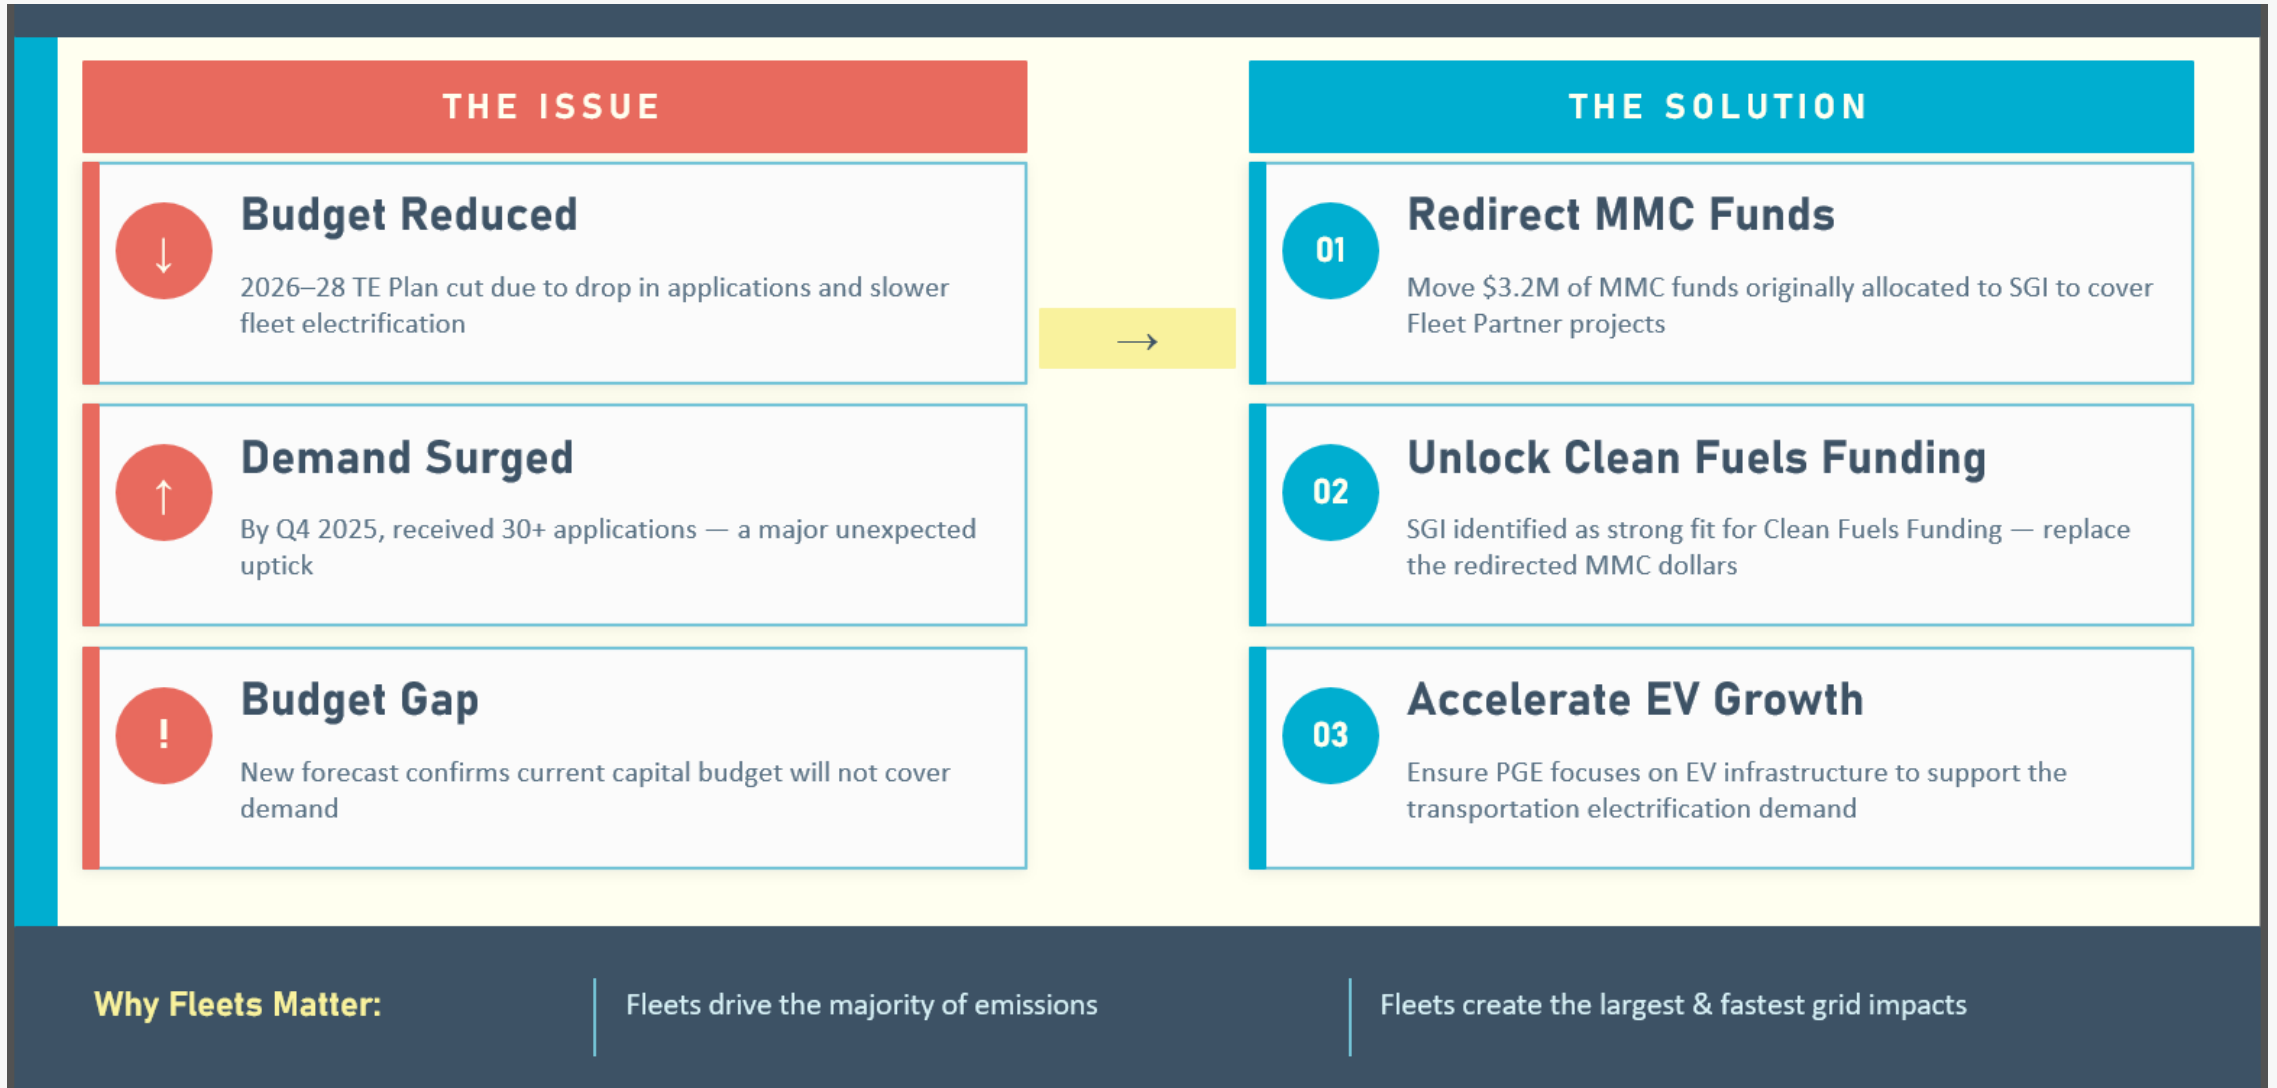 THE ISSUE
Budget Reduced
2026–28 TE Plan cut due to drop in applications and slower
fleet electrification
Demand Surged
By Q4 2025, received 30+ applications — a major unexpected
uptick
!
Budget Gap
New forecast confirms current capital budget will not cover
demand
THE SOLUTION
01
Redirect MMC Funds
Move $3.2M of MMC funds originally allocated to SGI to cover
Fleet Partner projects
02
Unlock Clean Fuels Funding
SGI identified as strong fit for Clean Fuels Funding — replace
the redirected MMC dollars
03
Accelerate EV Growth
Ensure PGE focuses on EV infrastructure to support the
transportation electrification demand
Why Fleets Matter:
Fleets drive the majority of emissions
Fleets create the largest & fastest grid impacts